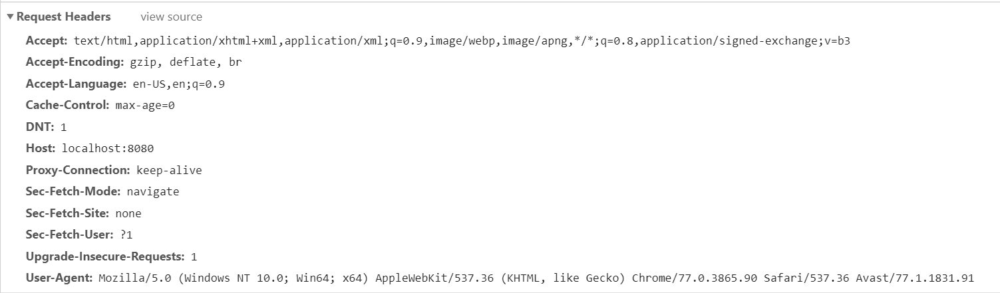 Request Headers view source
Accept: text/html,application/xhtml+xml,application/xml;q=0.9,image/webp,image/apng,*/*;q=0.8,application/signed-exchange;v=b3
Accept-Encoding: gzip, deflate, br
Accept-Language: en-US,en;q=0.9
Cache-Control: max-age=0
DNT: 1
Host: localhost:8080
Proxy-Connection: keep-alive
Sec-Fetch-Mode: navigate
Sec-Fetch-Site: none
Sec-Fetch-User: ?1
Upgrade-Insecure-Requests: 1
User-Agent: Mozilla/5.0 (Windows NT 10.0; Win64; x64) AppleWebKit/537.36 (KHTML, like Gecko) Chrome/77.0.3865.90 Safari/537.36 Avast/77.1.1831.91